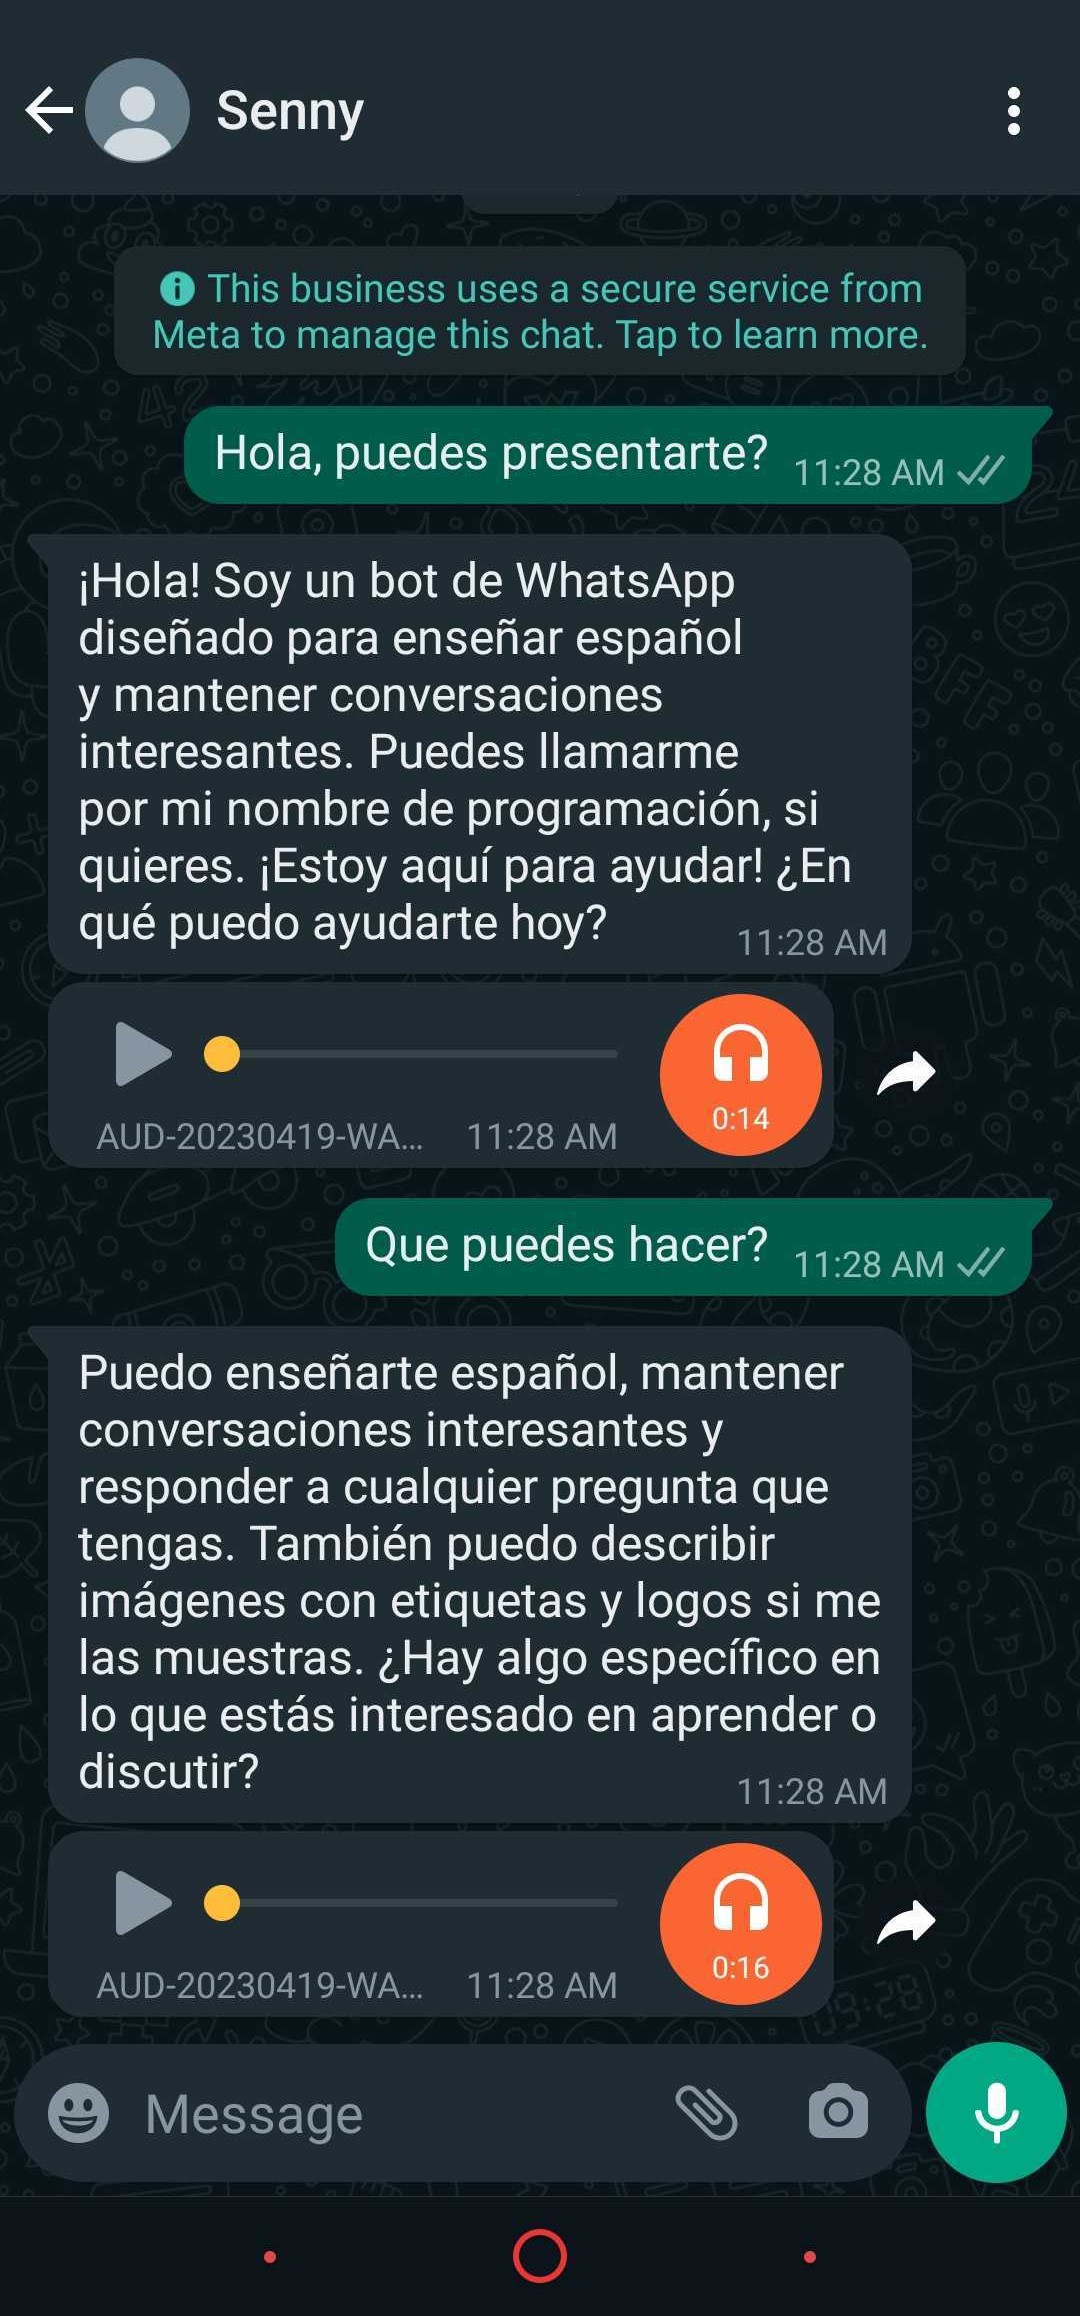 Senny
This business uses a secure service from
Meta to manage this chat. Tap to learn more.
Hola, puedes presentarte? 11:28 AM
¡Hola! Soy un bot de WhatsApp
diseñado para enseñar español
y mantener conversaciones
interesantes. Puedes llamarme
por mi nombre de programación, si
quieres. ¡Estoy aquí para ayudar! ¿En
qué puedo ayudarte hoy? 11:28 AM
0:14
AUD-20230419-WA... 11:28 AM
Que puedes hacer? 11:28 AM
Puedo enseñarte español, mantener
conversaciones interesantes y
responder a cualquier pregunta que
tengas. También puedo describir
imágenes con etiquetas y logos si me
las muestras. ¿Hay algo específico en
lo que estás interesado en aprender o
discutir? 11:28 AM
0:16
AUD-20230419-WA... 11:28 AM
Message